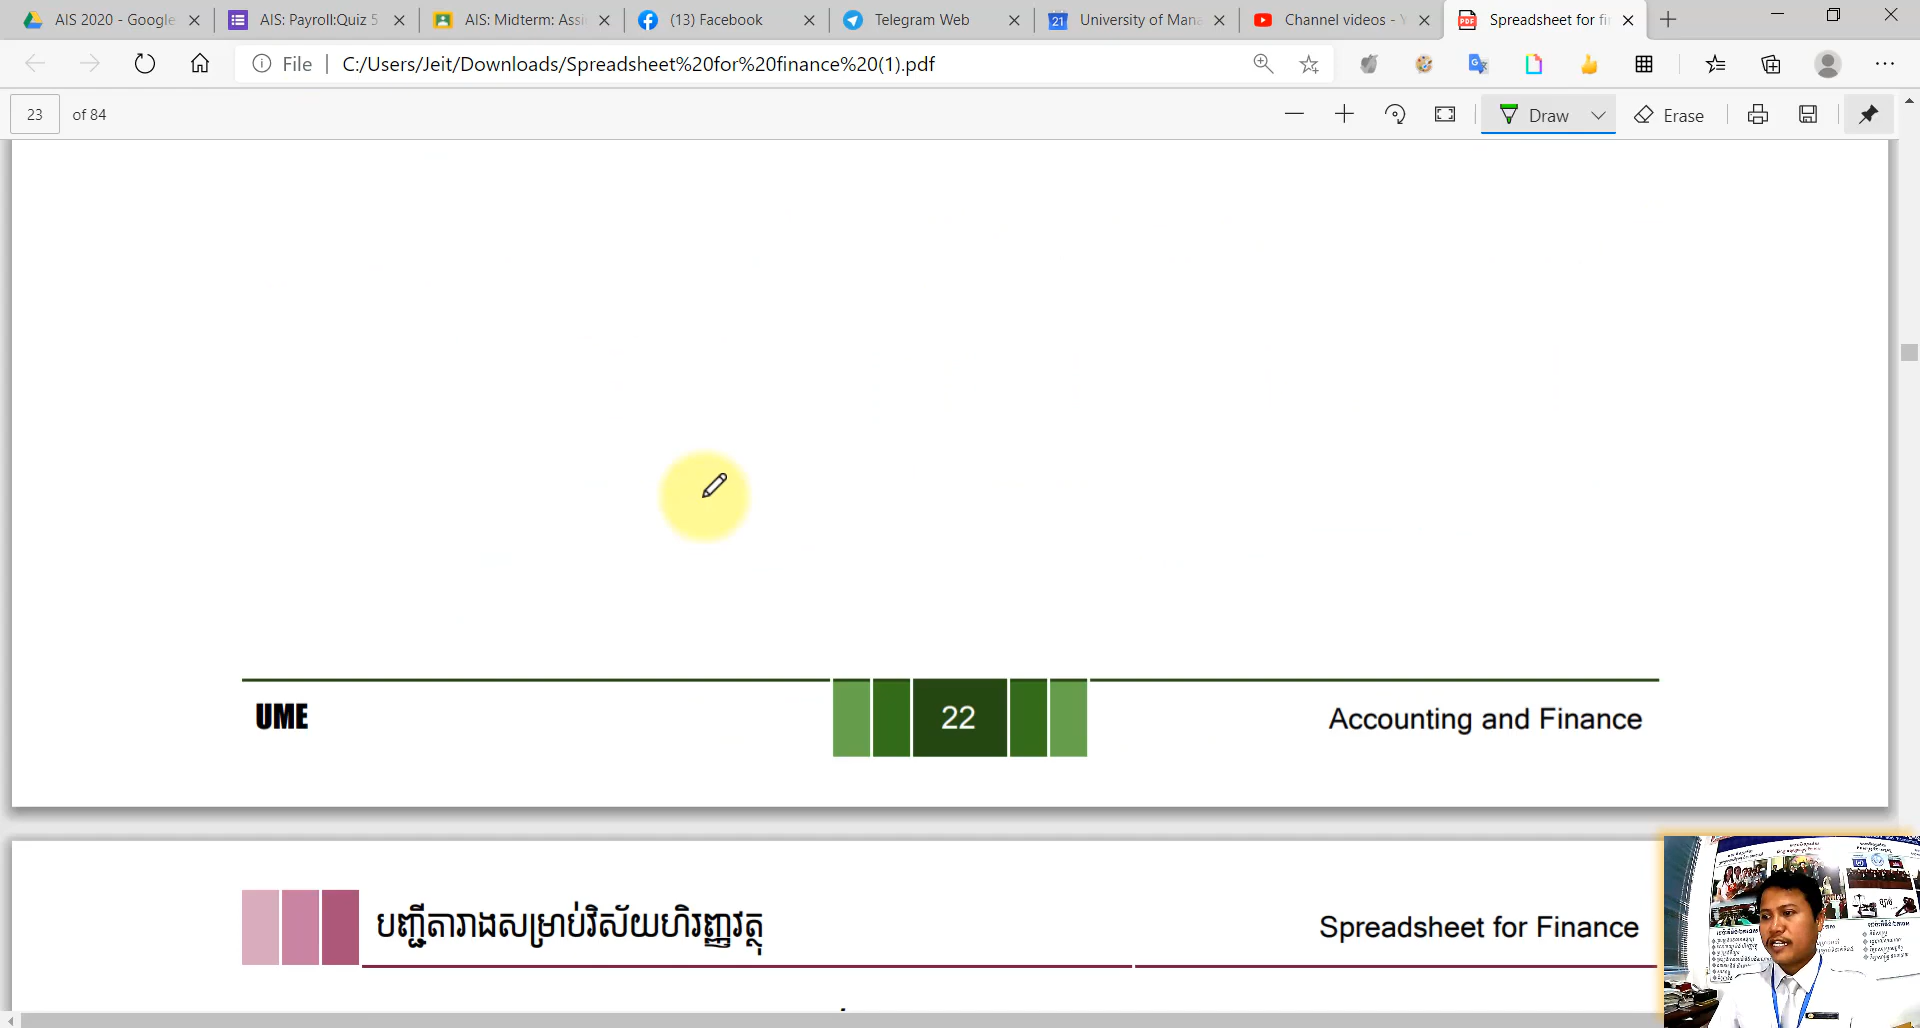 AIS 2020 - Google
AIS: Payroll:Quiz 5
AIS: Midterm: Assi
(13) Facebook
Telegram Web
21
University of Mana
Channel videos - Y
PDF
Spreadsheet for fi
File
C:/Users/Jeit/Downloads/Spreadsheet%20for%20finance%20(1).pdf
23 of 84
Draw
Erase
UME
22
Accounting and Finance
បញ្ជីតារាងសម្រាប់វិស័យហិរញ្ញវត្ថុ
Spreadsheet for Finance